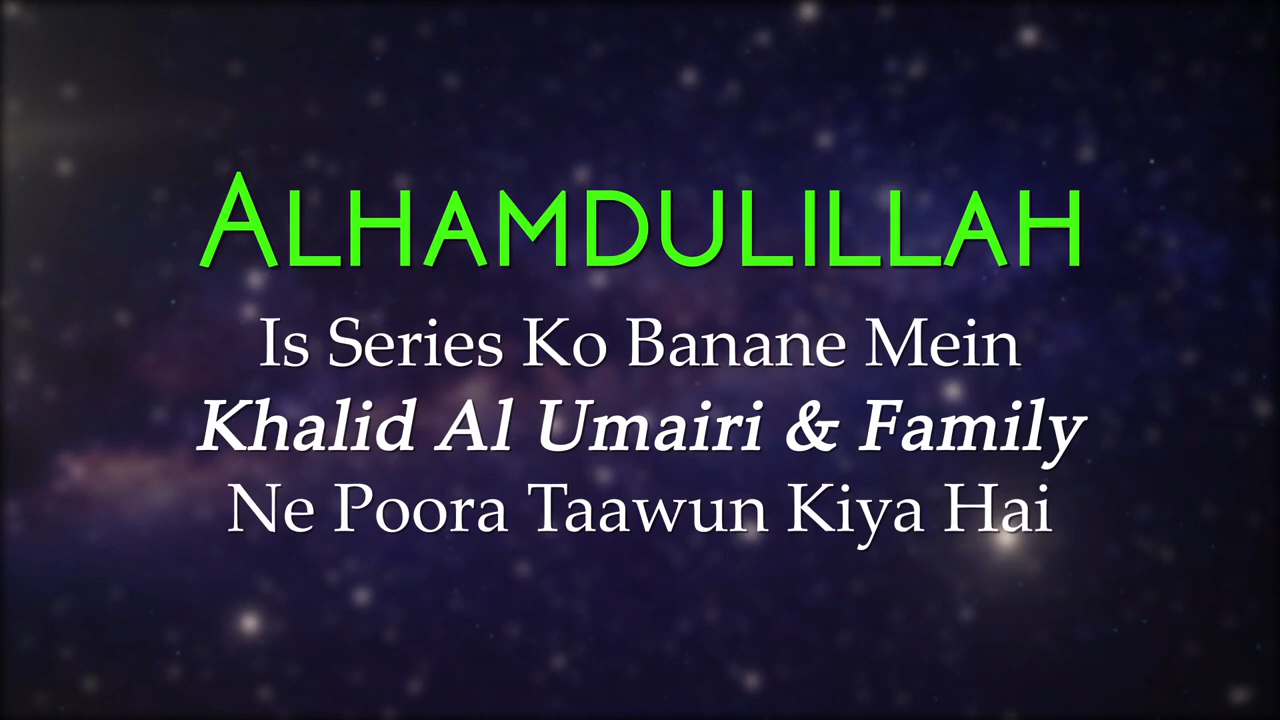 ALHAMDULILLAH
Is Series Ko Banane Mein
Khalid Al Umairi & Family
Ne Poora Taawun Kiya Hai